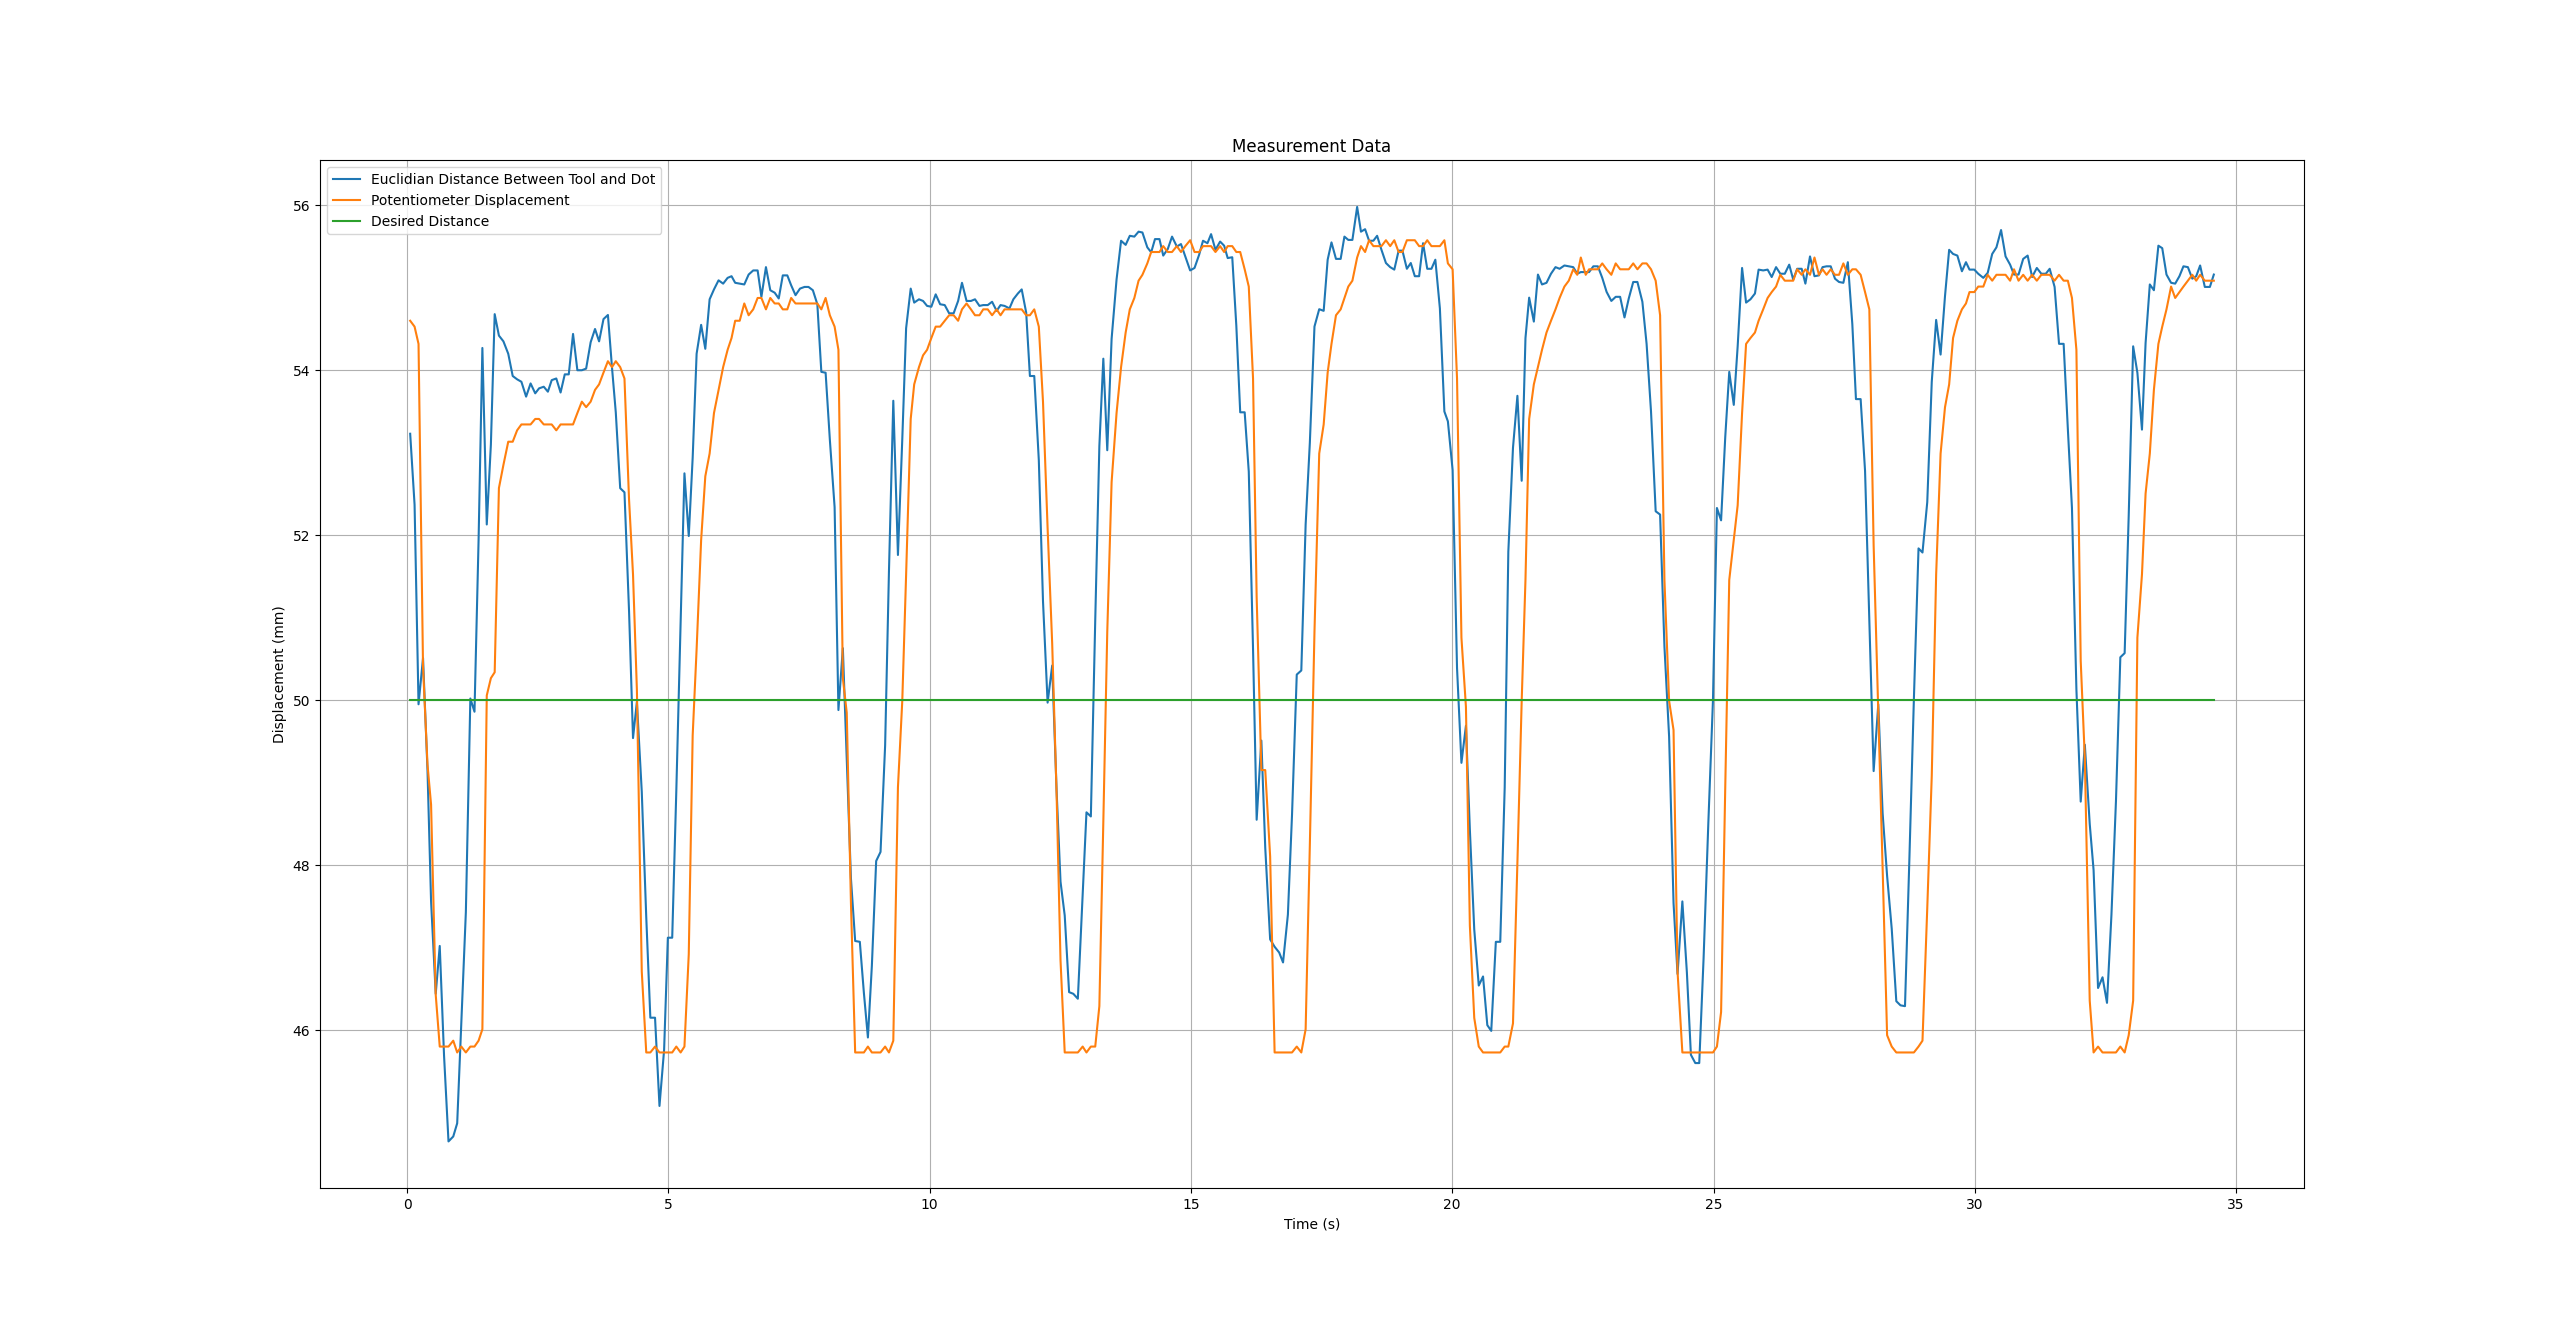 Measurement Data
Euclidian Distance Between Tool and Dot
Potentiometer Displacement
Desired Distance
56
54
52
50
48
46
Displacement (mm)
0 5 10 15 20 25 30 35
Time (s)